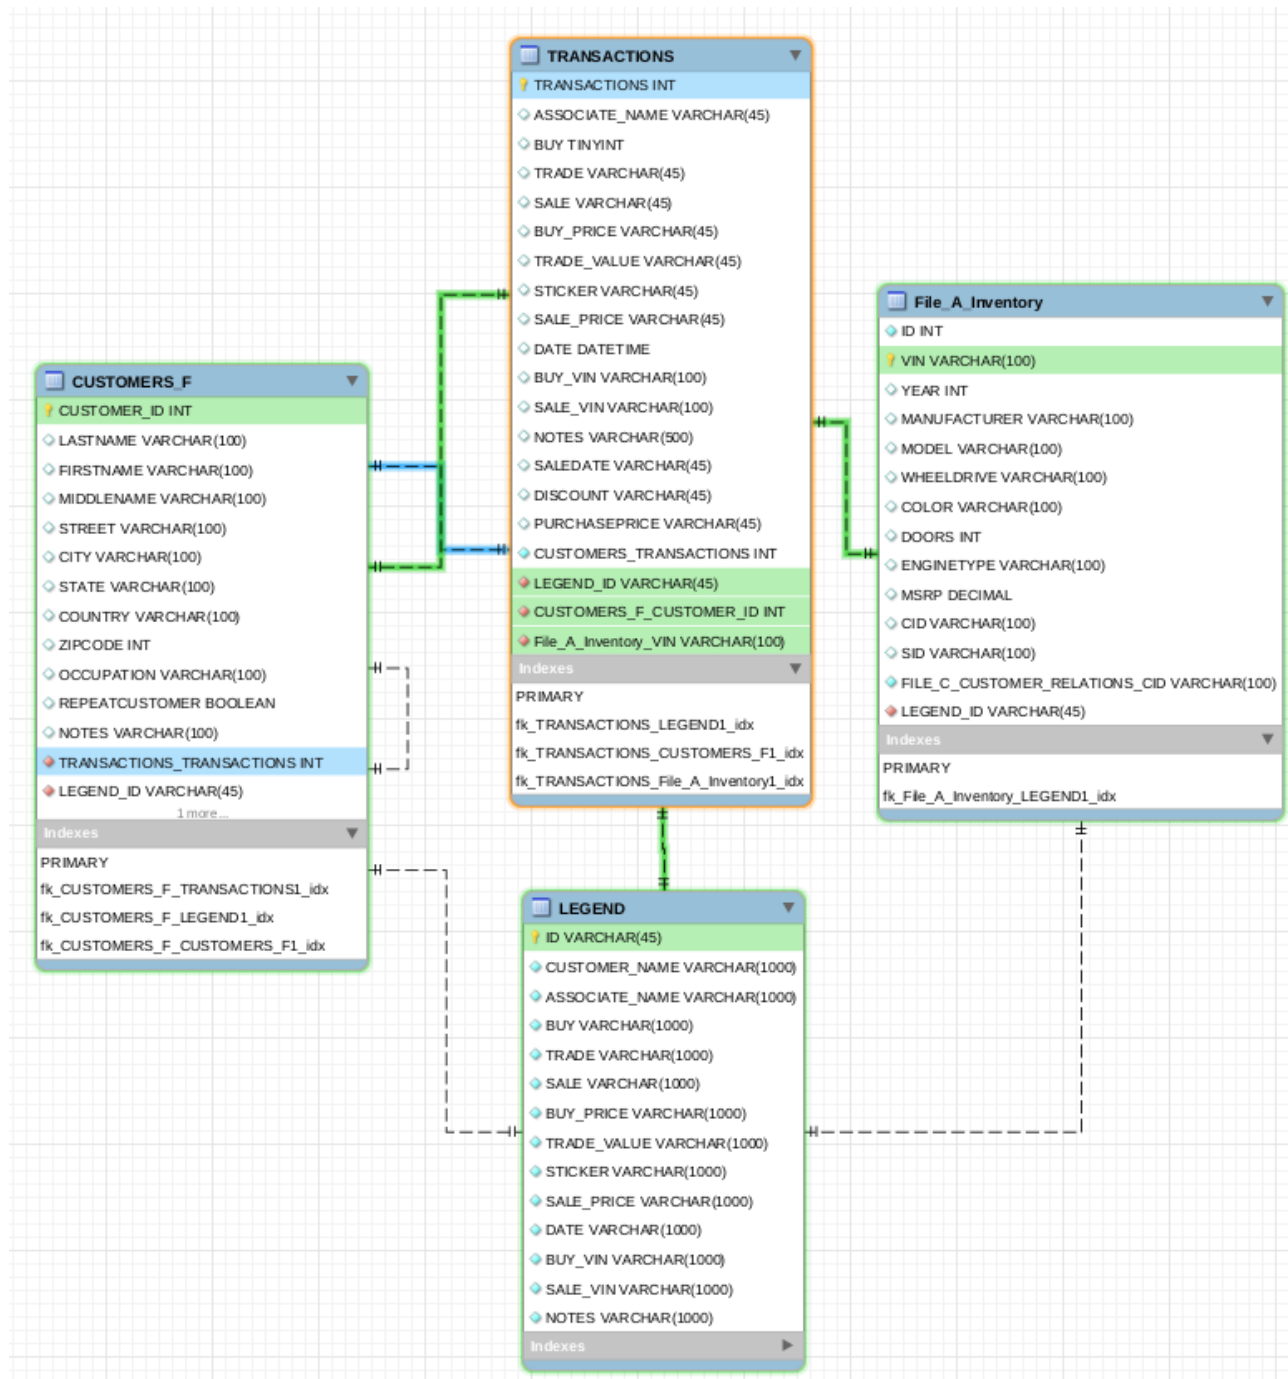 TRANSACTIONS
TRANSACTIONS INT
ASSOCIATE_NAME VARCHAR(45)
BUY TINYINT
TRADE VARCHAR(45)
SALE VARCHAR(45)
BUY_PRICE VARCHAR(45)
TRADE_VALUE VARCHAR(45)
STICKER VARCHAR(45)
SALE_PRICE VARCHAR(45)
DATE DATETIME
BUY_VIN VARCHAR(100)
SALE_VIN VARCHAR(100)
NOTES VARCHAR(500)
SALEDATE VARCHAR(45)
DISCOUNT VARCHAR(45)
PURCHASEPRICE VARCHAR(45)
CUSTOMERS_TRANSACTIONS INT
LEGEND_ID VARCHAR(45)
CUSTOMERS_F_CUSTOMER_ID INT
File_A_Inventory_VIN VARCHAR(100)
Indexes
PRIMARY
fk_TRANSACTIONS_LEGEND1_idx
fk_TRANSACTIONS_CUSTOMERS_F1_idx
fk_TRANSACTIONS_File_A_Inventory1_idx
File_A_Inventory
ID INT
VIN VARCHAR(100)
YEAR INT
MANUFACTURER VARCHAR(100)
MODEL VARCHAR(100)
WHEELDRIVE VARCHAR(100)
COLOR VARCHAR(100)
DOORS INT
ENGINETYPE VARCHAR(100)
MSRP DECIMAL
CID VARCHAR(100)
SID VARCHAR(100)
FILE_C_CUSTOMER_RELATIONS_CID VARCHAR(100)
LEGEND_ID VARCHAR(45)
Indexes
PRIMARY
fk_File_A_Inventory_LEGEND1_idx
CUSTOMERS_F
CUSTOMER_ID INT
LASTNAME VARCHAR(100)
FIRSTNAME VARCHAR(100)
MIDDLENAME VARCHAR(100)
STREET VARCHAR(100)
CITY VARCHAR(100)
STATE VARCHAR(100)
COUNTRY VARCHAR(100)
ZIPCODE INT
OCCUPATION VARCHAR(100)
REPEATCUSTOMER BOOLEAN
NOTES VARCHAR(100)
TRANSACTIONS_TRANSACTIONS INT
LEGEND_ID VARCHAR(45)
1 more...
Indexes
PRIMARY
fk_CUSTOMERS_F_TRANSACTIONS1_idx
fk_CUSTOMERS_F_LEGEND1_idx
fk_CUSTOMERS_F_CUSTOMERS_F1_idx
LEGEND
ID VARCHAR(45)
CUSTOMER_NAME VARCHAR(1000)
ASSOCIATE_NAME VARCHAR(1000)
BUY VARCHAR(1000)
TRADE VARCHAR(1000)
SALE VARCHAR(1000)
BUY_PRICE VARCHAR(1000)
TRADE_VALUE VARCHAR(1000)
STICKER VARCHAR(1000)
SALE_PRICE VARCHAR(1000)
DATE VARCHAR(1000)
BUY_VIN VARCHAR(1000)
SALE_VIN VARCHAR(1000)
NOTES VARCHAR(1000)
Indexes